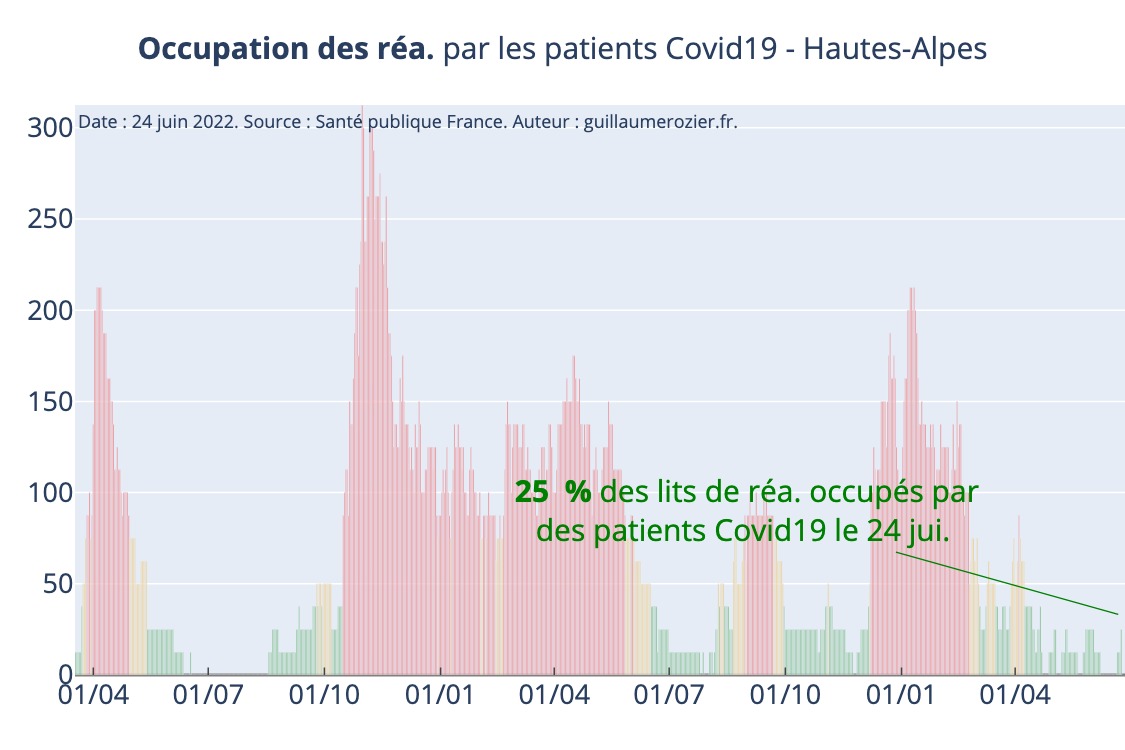 Occupation des réa. par les patients Covid19 - Hautes-Alpes
Date : 24 juin 2022. Source : Santé publique France. Auteur : guillaumerozier.fr.
300
250
200
150
100
50
0
25 % des lits de réa. occupés par
des patients Covid19 le 24 jui.
01/04 01/07 01/10 01/01 01/04 01/07 01/10 01/01 01/04